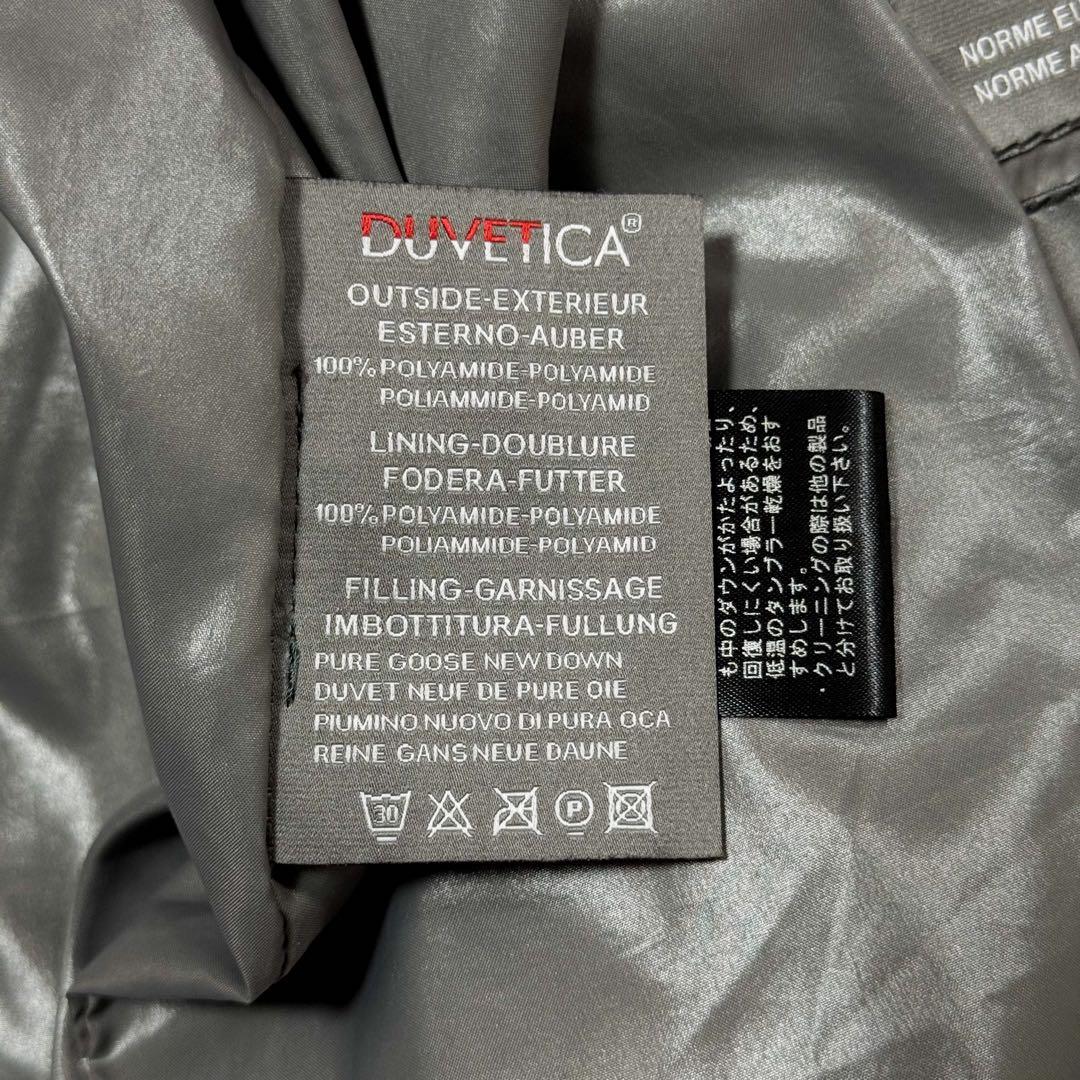 NORME EU
NORME A
DUVETICA®
OUTSIDE-EXTERIEUR
ESTERNO-AUBER
100% POLYAMIDE-POLYAMIDE
POLIAMMIDE-POLYAMID
LINING-DOUBLURE
FODERA-FUTTER
100% POLYAMIDE-POLYAMIDE
POLIAMMIDE-POLYAMID
FILLING-GARNISSAGE
IMBOTTITURA-FULLUNG
PURE GOOSE NEW DOWN
DUVET NEUF DE PURE OIE
PIUMINO NUOVO DI PURA OCA
REINE GANS NEUE DAUNE
30
P
も中のダウンがかたよったり、
回復しにくい場合があるため、
低温のタンブラー乾燥をおす
すめします。
・クリーニングの際は他の製品
と分けてお取り扱い下さい。